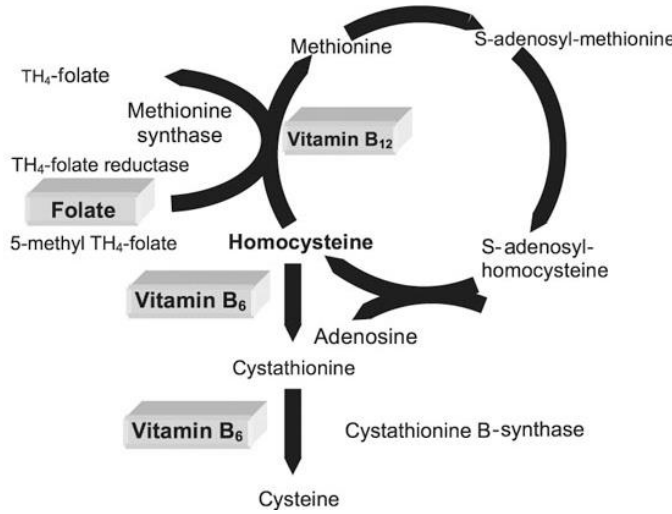 Methionine
S-adenosyl-methionine
TH₄-folate
Methionine
synthase
Vitamin B₁₂
TH₄-folate reductase
Folate
5-methyl TH₄-folate
Homocysteine
S-adenosyl-
homocysteine
Vitamin B₆
Adenosine
Cystathionine
Vitamin B₆
Cystathionine B-synthase
Cysteine